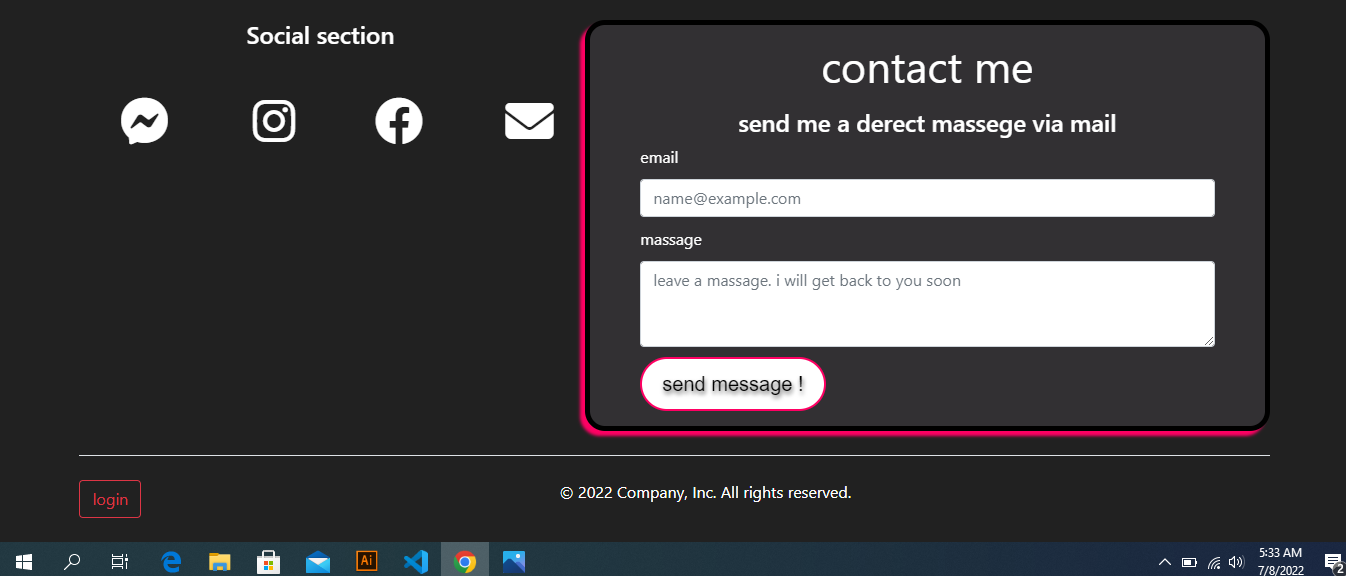 Social section
contact me
send me a derect massege via mail
email
name@example.com
massage
leave a massage. i will get back to you soon
send message !
login
© 2022 Company, Inc. All rights reserved.
Ai
5:33 AM
7/8/2022
2